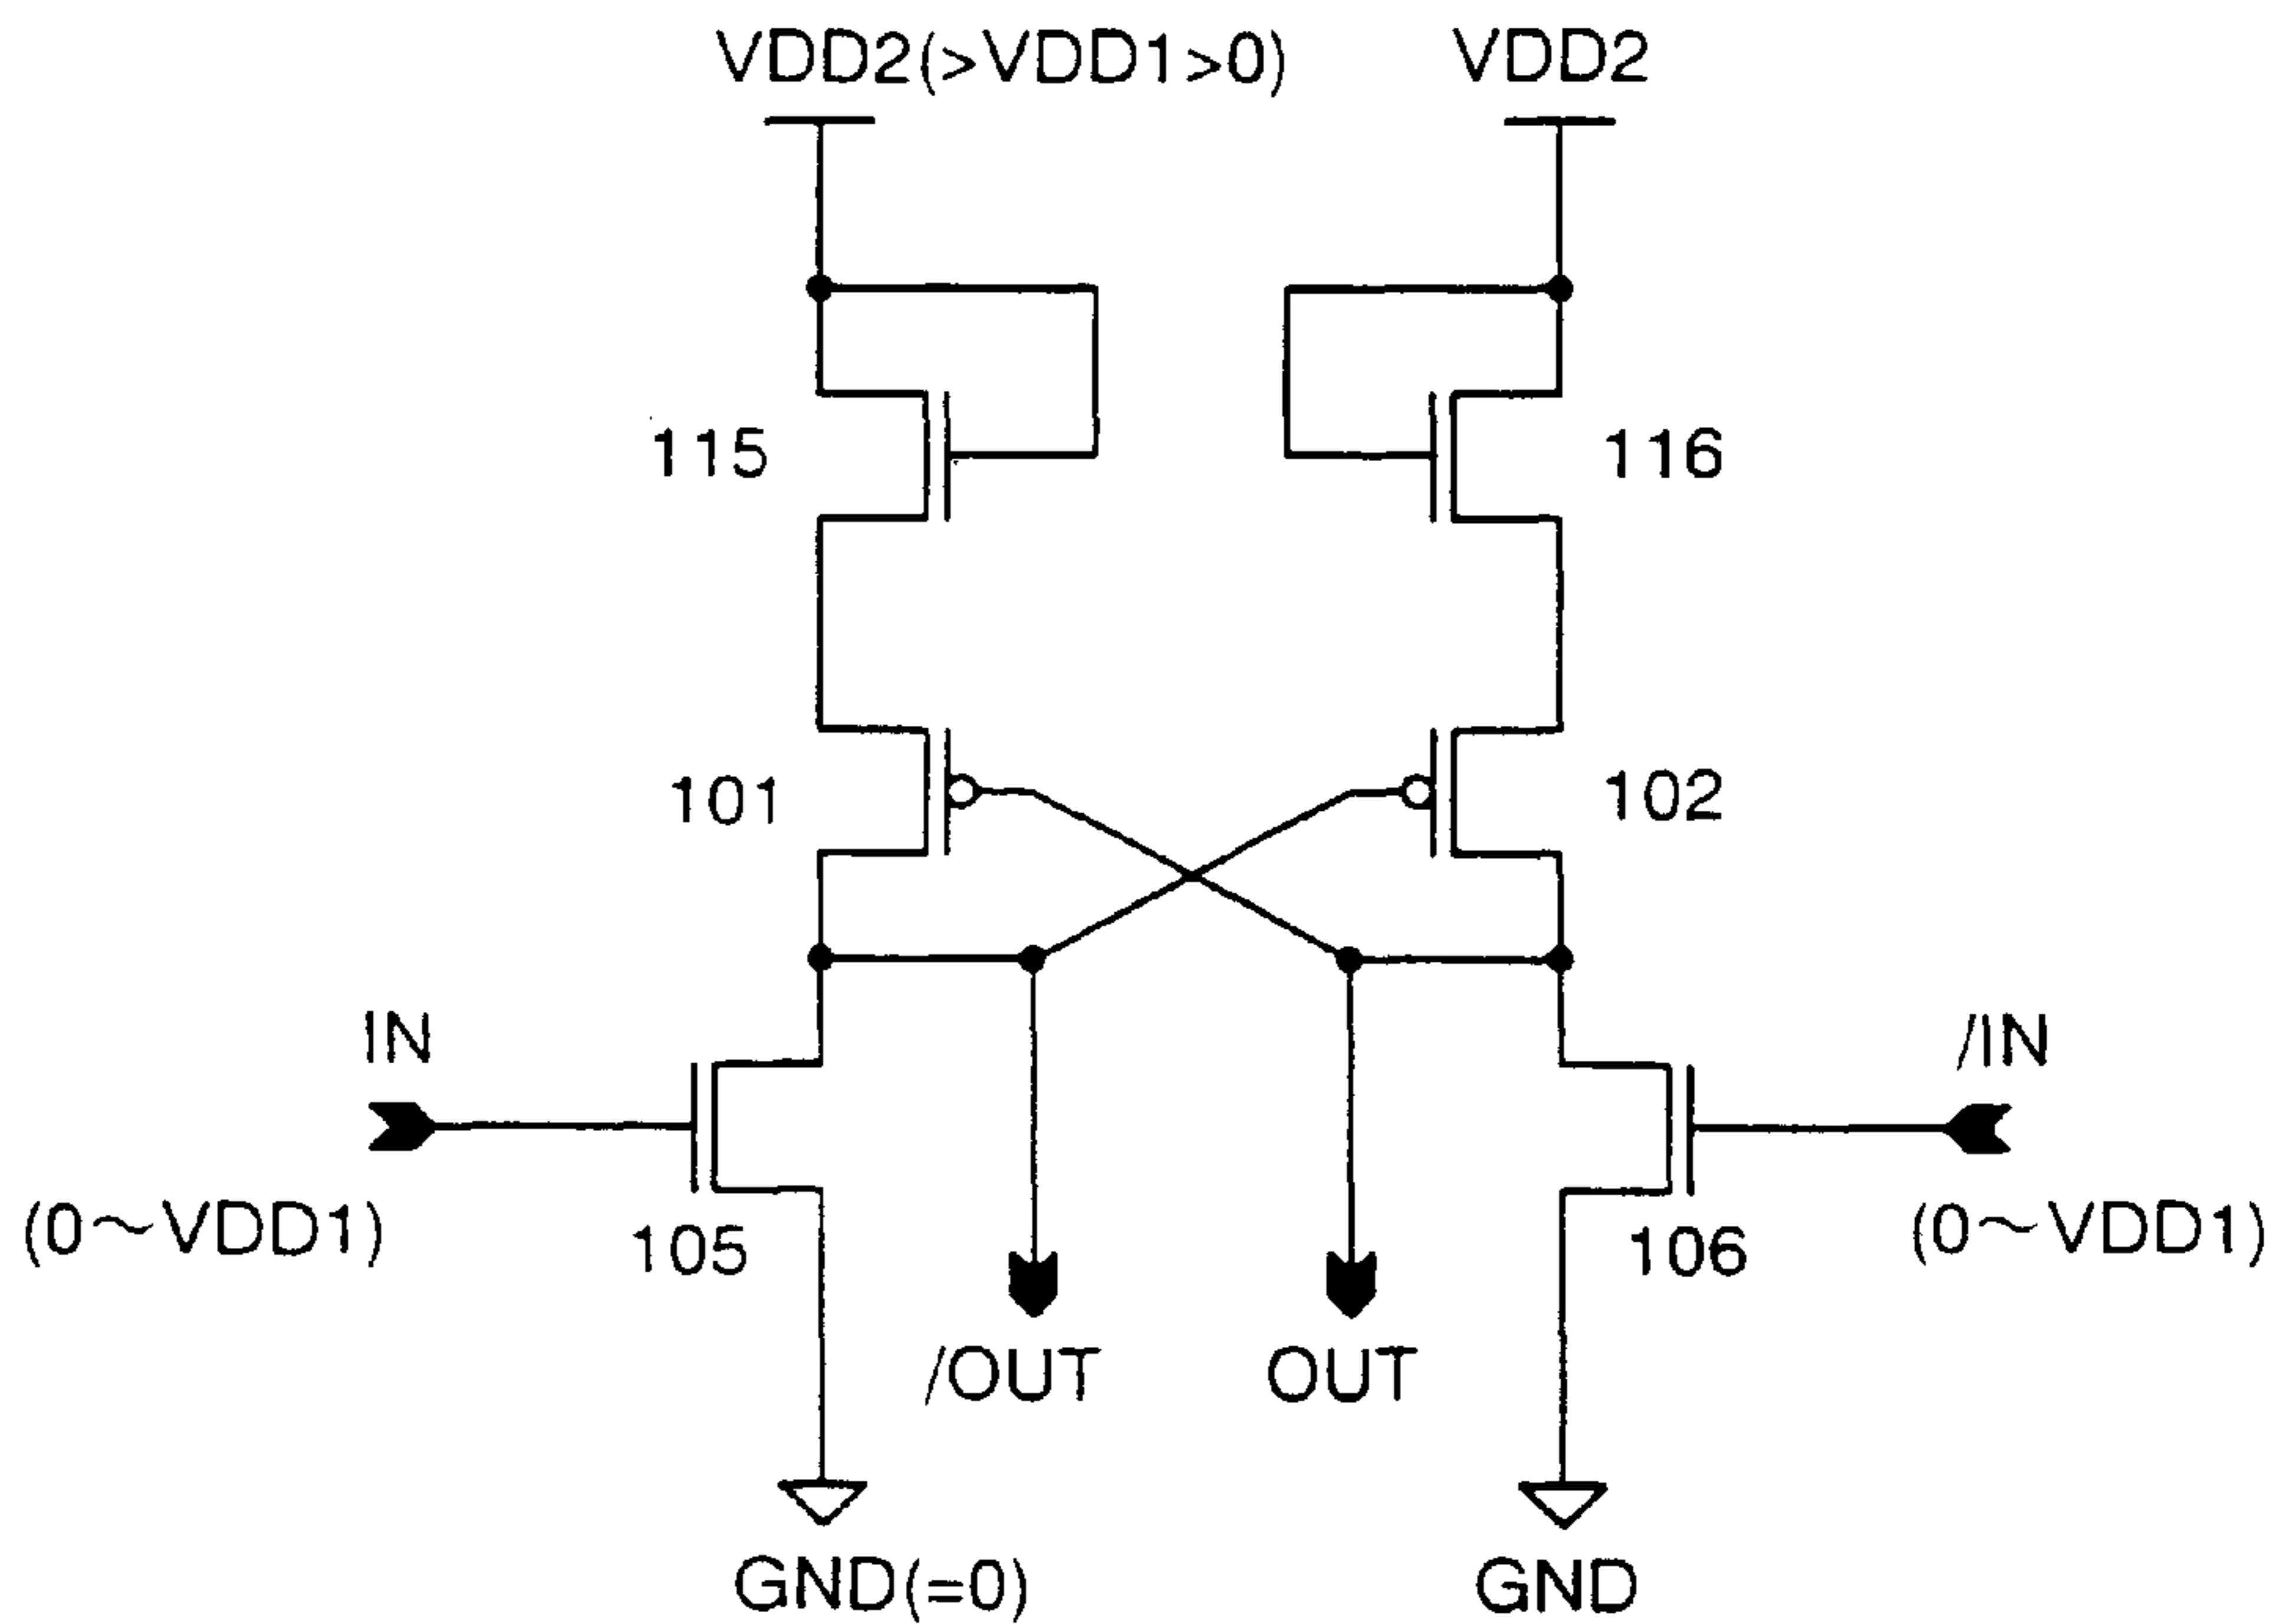 VDD2(>VDD1>0)
VDD2
115
116
101
102
IN
/IN
(0～VDD1)
105
106
(0～VDD1)
/OUT
OUT
GND(=0)
GND